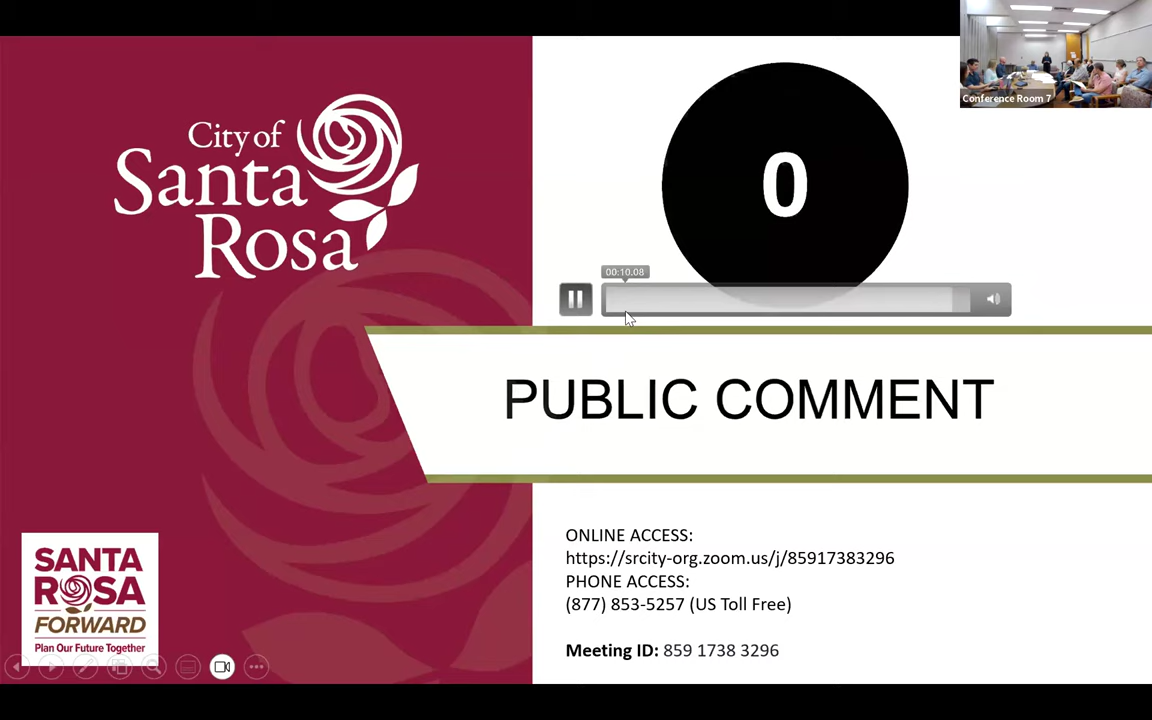 City of
Santa
Rosa
0
Conference Room 7
00:10.08
PUBLIC COMMENT
ONLINE ACCESS:
https://srcity-org.zoom.us/j/85917383296
PHONE ACCESS:
(877) 853-5257 (US Toll Free)
Meeting ID: 859 1738 3296
SANTA
ROSA
FORWARD
Plan Our Future Together